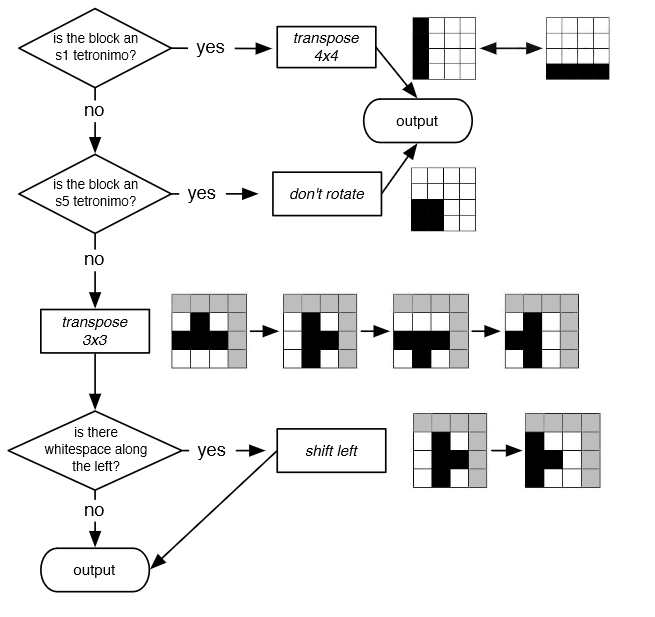 is the block an
s1 tetronimo?
yes
transpose
4x4
no
output
is the block an
s5 tetronimo?
yes
don't rotate
no
transpose
3x3
is there
whitespace along
the left?
yes
shift left
no
output